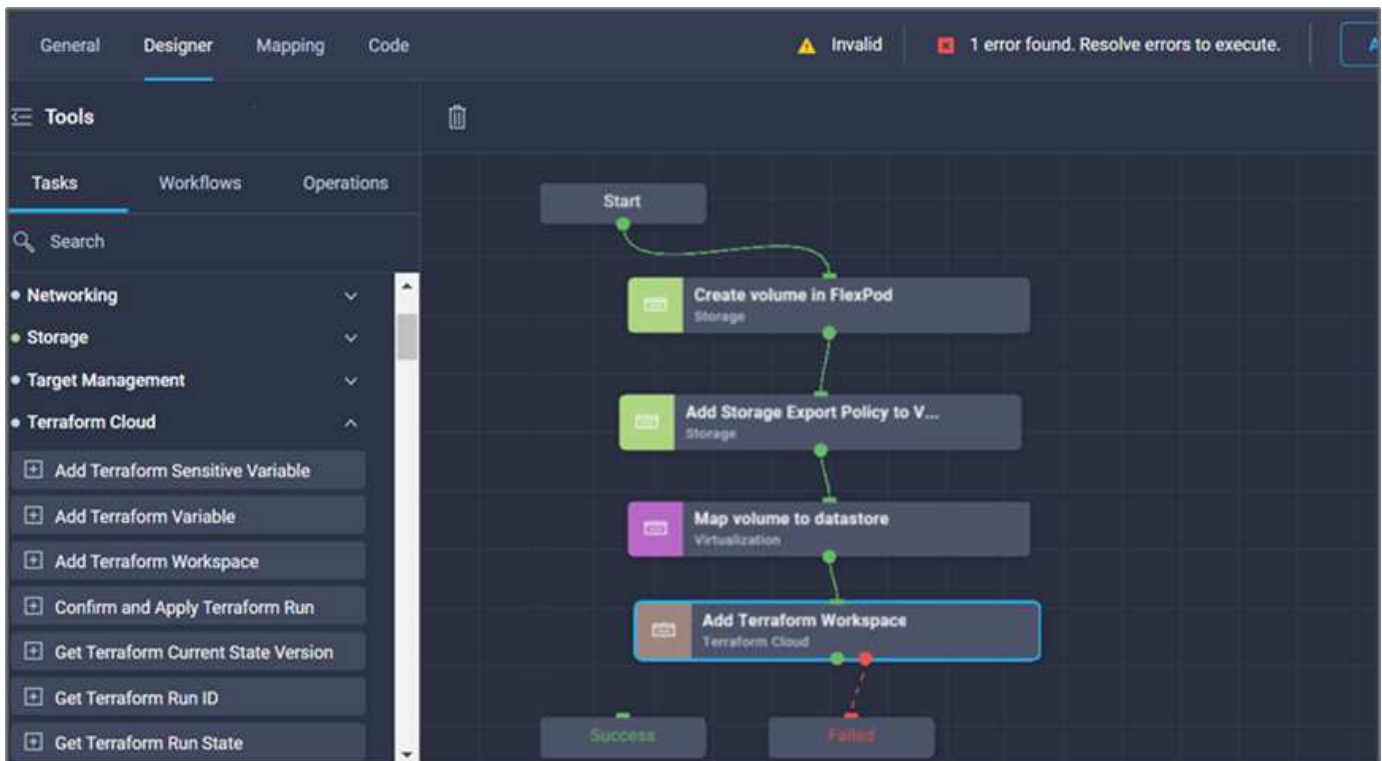 General Designer Mapping Code Invalid 1 error found. Resolve errors to execute.
Tools
Tasks Workflows Operations
Search
Networking
Storage
Target Management
Terraform Cloud
Add Terraform Sensitive Variable
Add Terraform Variable
Add Terraform Workspace
Confirm and Apply Terraform Run
Get Terraform Current State Version
Get Terraform Run ID
Get Terraform Run State
Start
Create volume in FlexPod
Storage
Add Storage Export Policy to V...
Storage
Map volume to datastore
Virtualization
Add Terraform Workspace
Terraform Cloud
Success
Failed